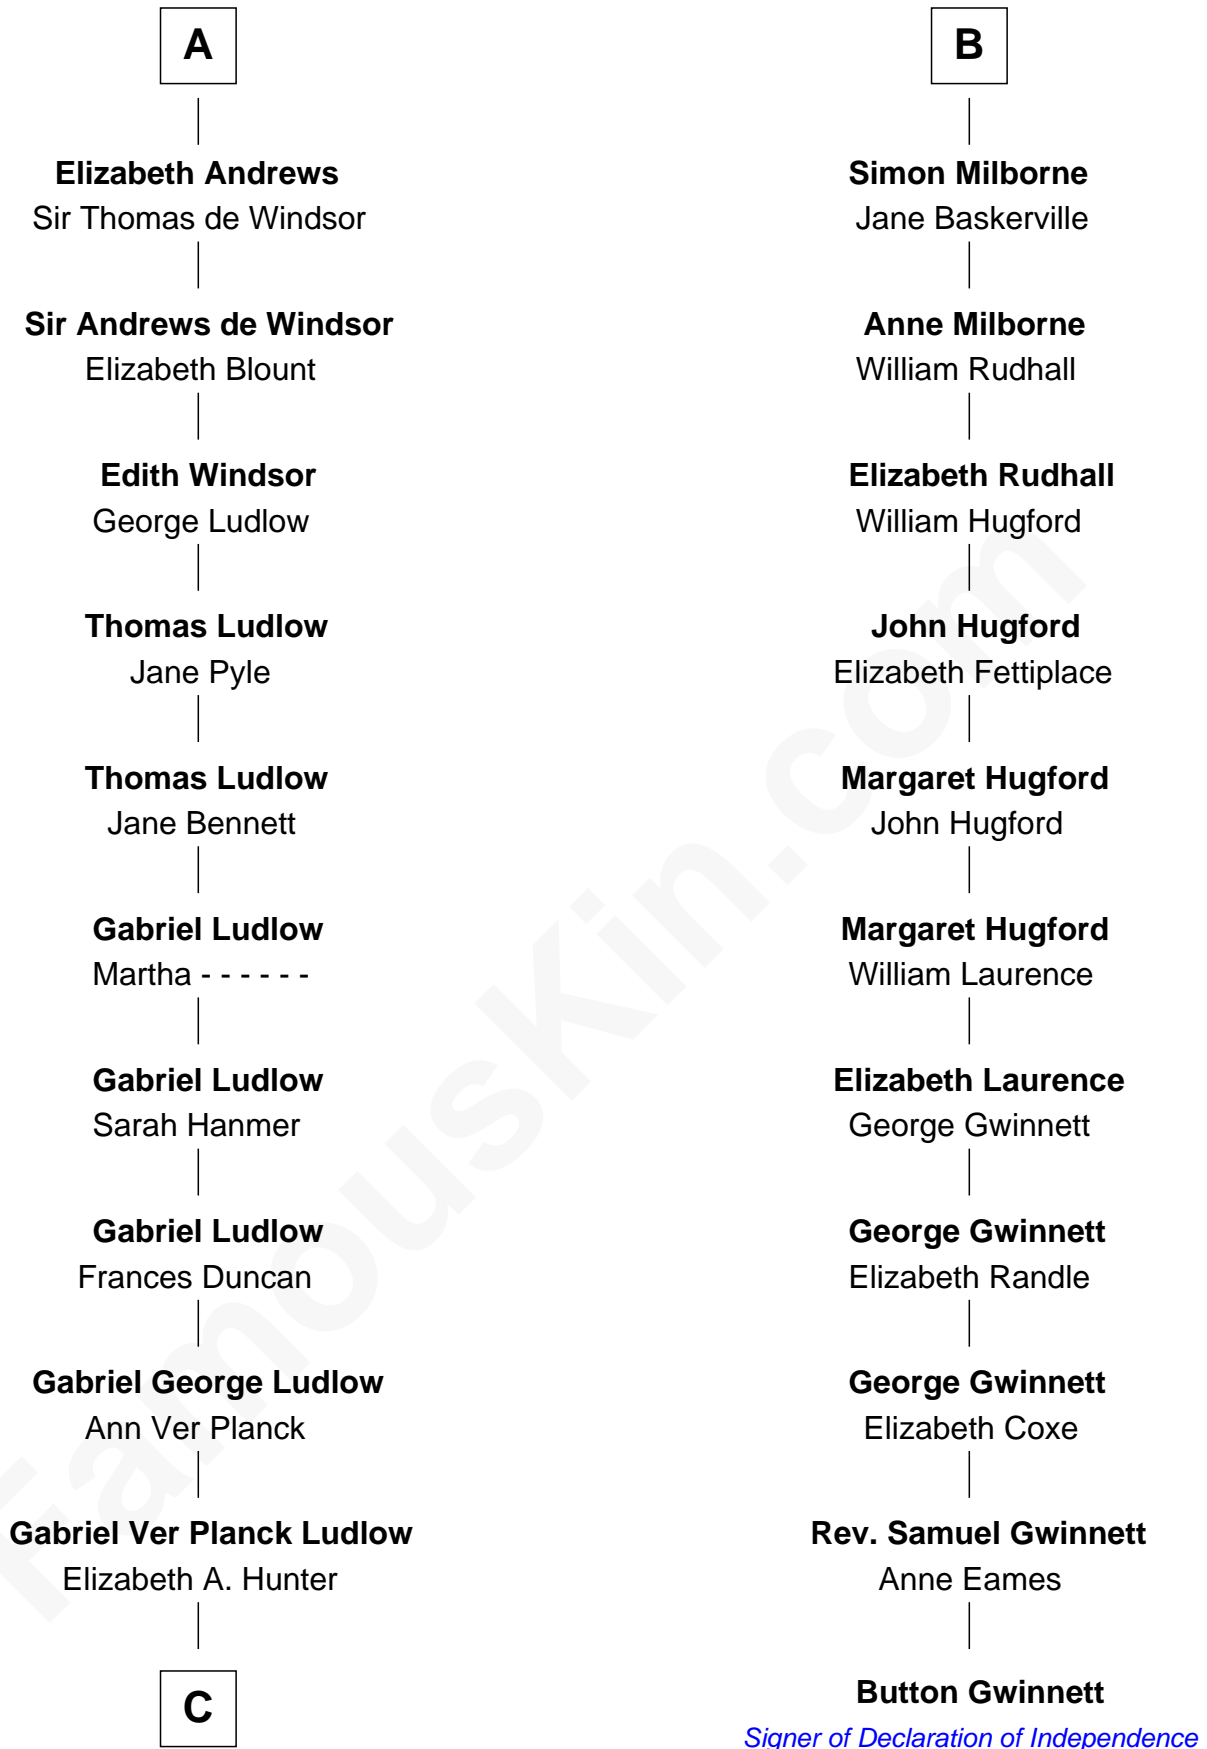 A
Elizabeth Andrews
Sir Thomas de Windsor
Sir Andrews de Windsor
Elizabeth Blount
Edith Windsor
George Ludlow
Thomas Ludlow
Jane Pyle
Thomas Ludlow
Jane Bennett
Gabriel Ludlow
Martha - - - - - -
Gabriel Ludlow
Sarah Hanmer
Gabriel Ludlow
Frances Duncan
Gabriel George Ludlow
Ann Ver Planck
Gabriel Ver Planck Ludlow
Elizabeth A. Hunter
C
B
Simon Milborne
Jane Baskerville
Anne Milborne
William Rudhall
Elizabeth Rudhall
William Hugford
John Hugford
Elizabeth Fettiplace
Margaret Hugford
John Hugford
Margaret Hugford
William Laurence
Elizabeth Laurence
George Gwinnett
George Gwinnett
Elizabeth Randle
George Gwinnett
Elizabeth Coxe
Rev. Samuel Gwinnett
Anne Eames
Button Gwinnett
Signer of Declaration of Independence
FamousKin.com